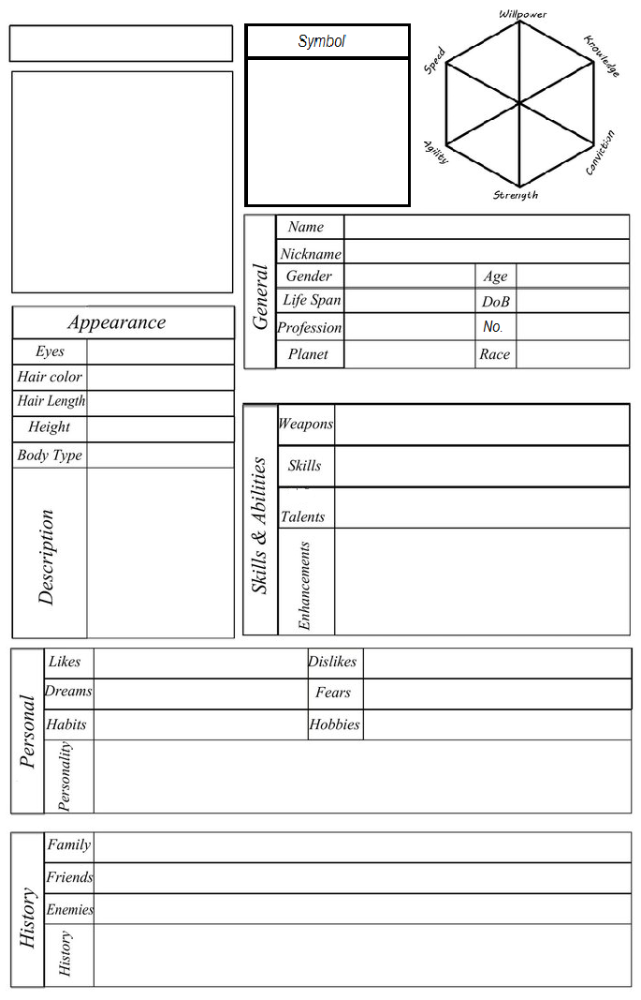 Symbol
Willpower
Knowledge
Conviction
Strength
Agility
Speed
General
Name
Nickname
Gender
Age
Life Span
DoB
Profession
No.
Planet
Race
Appearance
Eyes
Hair color
Hair Length
Height
Body Type
Description
Skills & Abilities
Weapons
Skills
Talents
Enhancements
Personal
Likes
Dislikes
Dreams
Fears
Habits
Hobbies
Personality
History
Family
Friends
Enemies
History